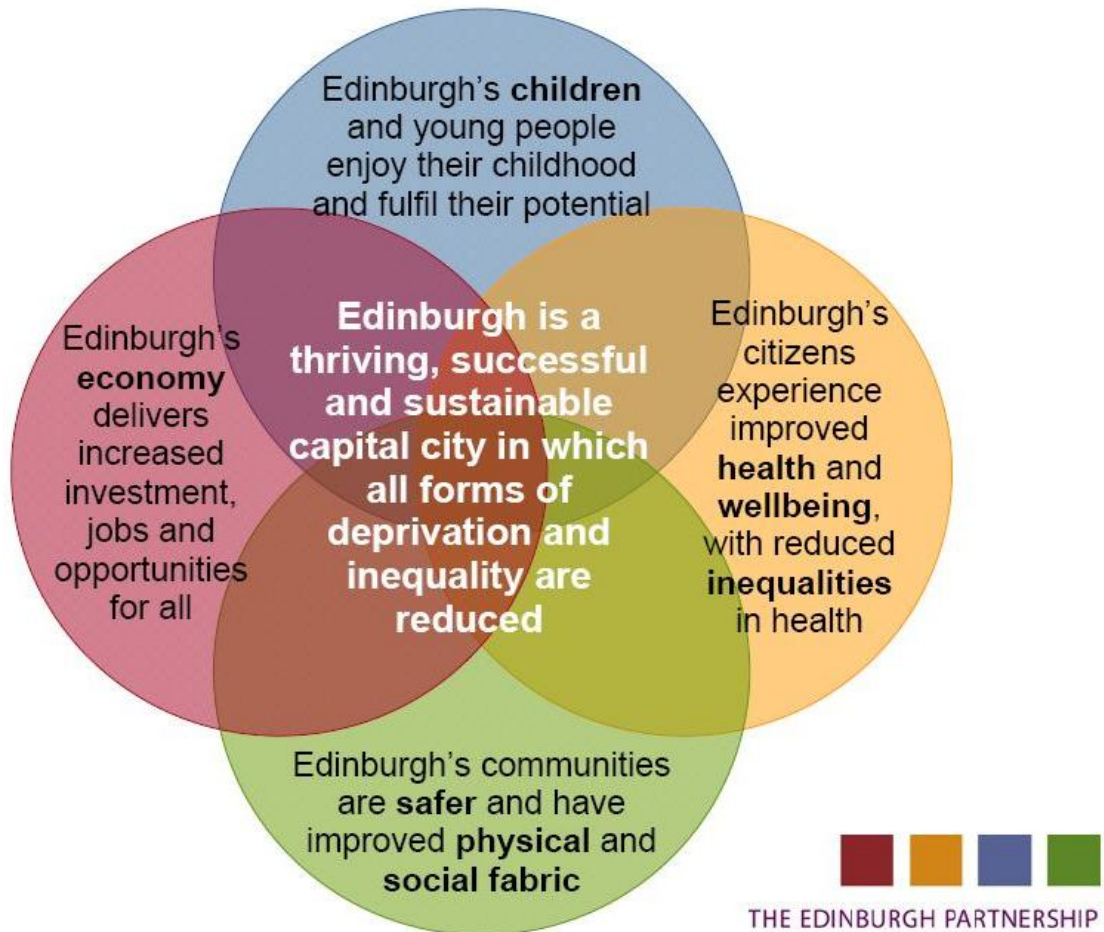 Edinburgh’s children
and young people
enjoy their childhood
and fulfil their potential
Edinburgh’s
economy
delivers
increased
investment,
jobs and
opportunities
for all
Edinburgh is a
thriving, successful
and sustainable
capital city in which
all forms of
deprivation and
inequality are
reduced
Edinburgh’s
citizens
experience
improved
health and
wellbeing,
with reduced
inequalities
in health
Edinburgh’s communities
are safer and have
improved physical and
social fabric
THE EDINBURGH PARTNERSHIP